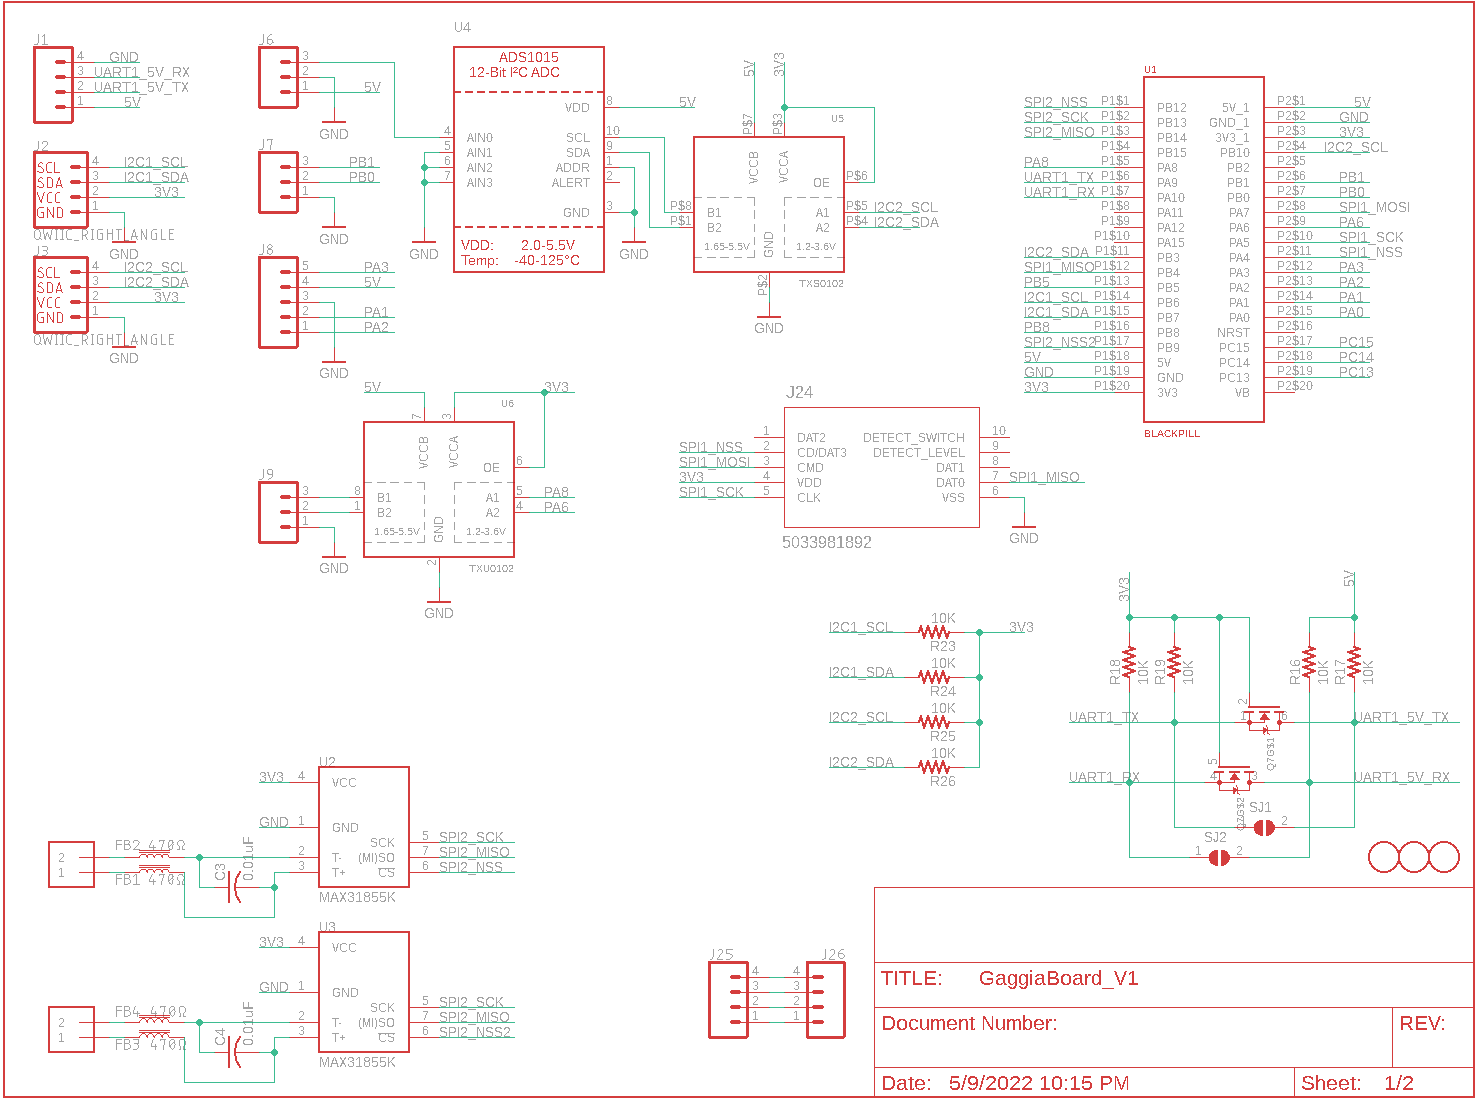 J1
4 GND
3 UART1_5V_RX
2 UART1_5V_TX
1 5V
J2
SCL 4 I2C1_SCL
SDA 3 I2C1_SDA
VCC 2 3V3
GND 1
QWIIC_RIGHT_ANGLE
GND
J3
SCL 4 I2C2_SCL
SDA 3 I2C2_SDA
VCC 2 3V3
GND 1
QWIIC_RIGHT_ANGLE
GND
J6
3
2
1 5V
GND
J7
3 PB1
2 PB0
1
GND
J8
5 PA3
4 5V
3
2 PA1
1 PA2
GND
U4
ADS1015
12-Bit I²C ADC
VDD 8 5V
4 AIN0 SCL 10
5 AIN1 SDA 9
6 AIN2 ADDR 1
7 AIN3 ALERT 2
GND 3
VDD: 2.0-5.5V
Temp: -40-125°C
GND
GND
5V
3V3
U5
P$7
P$3
VCCB
VCCA
OE P$6
P$8 B1 A1 P$5 I2C2_SCL
P$1 B2 A2 P$4 I2C2_SDA
1.65-5.5V GND 1.2-3.6V
P$2
TXS0102
GND
U1
SPI2_NSS P1$1 PB12 5V_1 P2$1 5V
SPI2_SCK P1$2 PB13 GND_1 P2$2 GND
SPI2_MISO P1$3 PB14 3V3_1 P2$3 3V3
P1$4 PB15 PB10 P2$4 I2C2_SCL
PA8 P1$5 PA8 PB2 P2$5
UART1_TX P1$6 PA9 PB1 P2$6 PB1
UART1_RX P1$7 PA10 PB0 P2$7 PB0
P1$8 PA11 PA7 P2$8 SPI1_MOSI
P1$9 PA12 PA6 P2$9 PA6
P1$10 PA15 PA5 P2$10 SPI1_SCK
I2C2_SDA P1$11 PB3 PA4 P2$11 SPI1_NSS
SPI1_MISO P1$12 PB4 PA3 P2$12 PA3
PB5 P1$13 PB5 PA2 P2$13 PA2
I2C1_SCL P1$14 PB6 PA1 P2$14 PA1
I2C1_SDA P1$15 PB7 PA0 P2$15 PA0
PB8 P1$16 PB8 NRST P2$16
SPI2_NSS2 P1$17 PB9 PC15 P2$17 PC15
5V P1$18 5V PC14 P2$18 PC14
GND P1$19 GND PC13 P2$19 PC13
3V3 P1$20 3V3 VB P2$20
BLACKPILL
5V 3V3
U6
7
3
VCCB
VCCA
OE 6
J9
3 8 B1 A1 5 PA8
2 1 B2 A2 4 PA6
1
1.65-5.5V GND 1.2-3.6V
2
TXU0102
GND
GND
J24
1 DAT2 DETECT_SWITCH 10
SPI1_NSS 2 CD/DAT3 DETECT_LEVEL 9
SPI1_MOSI 3 CMD DAT1 8
3V3 4 VDD DAT0 7 SPI1_MISO
SPI1_SCK 5 CLK VSS 6
5033981892
GND
I2C1_SCL 10K R23 3V3
I2C1_SDA 10K R24
I2C2_SCL 10K R25
I2C2_SDA 10K R26
3V3
5V
R18 10K
R19 10K
R16 10K
R17 10K
UART1_TX 1 2 6 Q7G$1 UART1_5V_TX
UART1_RX 4 5 3 Q7G$2 UART1_5V_RX
SJ1
1 2
SJ2
1 2
U2
3V3 4 VCC
GND 1 GND
SCK 5 SPI2_SCK
2 T- (MI)SO 7 SPI2_MISO
3 T+ CS 6 SPI2_NSS
MAX31855K
2 FB2 470Ω
1 FB1 470Ω
C3 0.01uF
U3
3V3 4 VCC
GND 1 GND
SCK 5 SPI2_SCK
2 T- (MI)SO 7 SPI2_MISO
3 T+ CS 6 SPI2_NSS2
MAX31855K
2 FB4 470Ω
1 FB3 470Ω
C4 0.01uF
J25 J26
4 4
3 3
2 2
1 1
TITLE: GaggiaBoard_V1
Document Number:
REV:
Date: 5/9/2022 10:15 PM
Sheet: 1/2